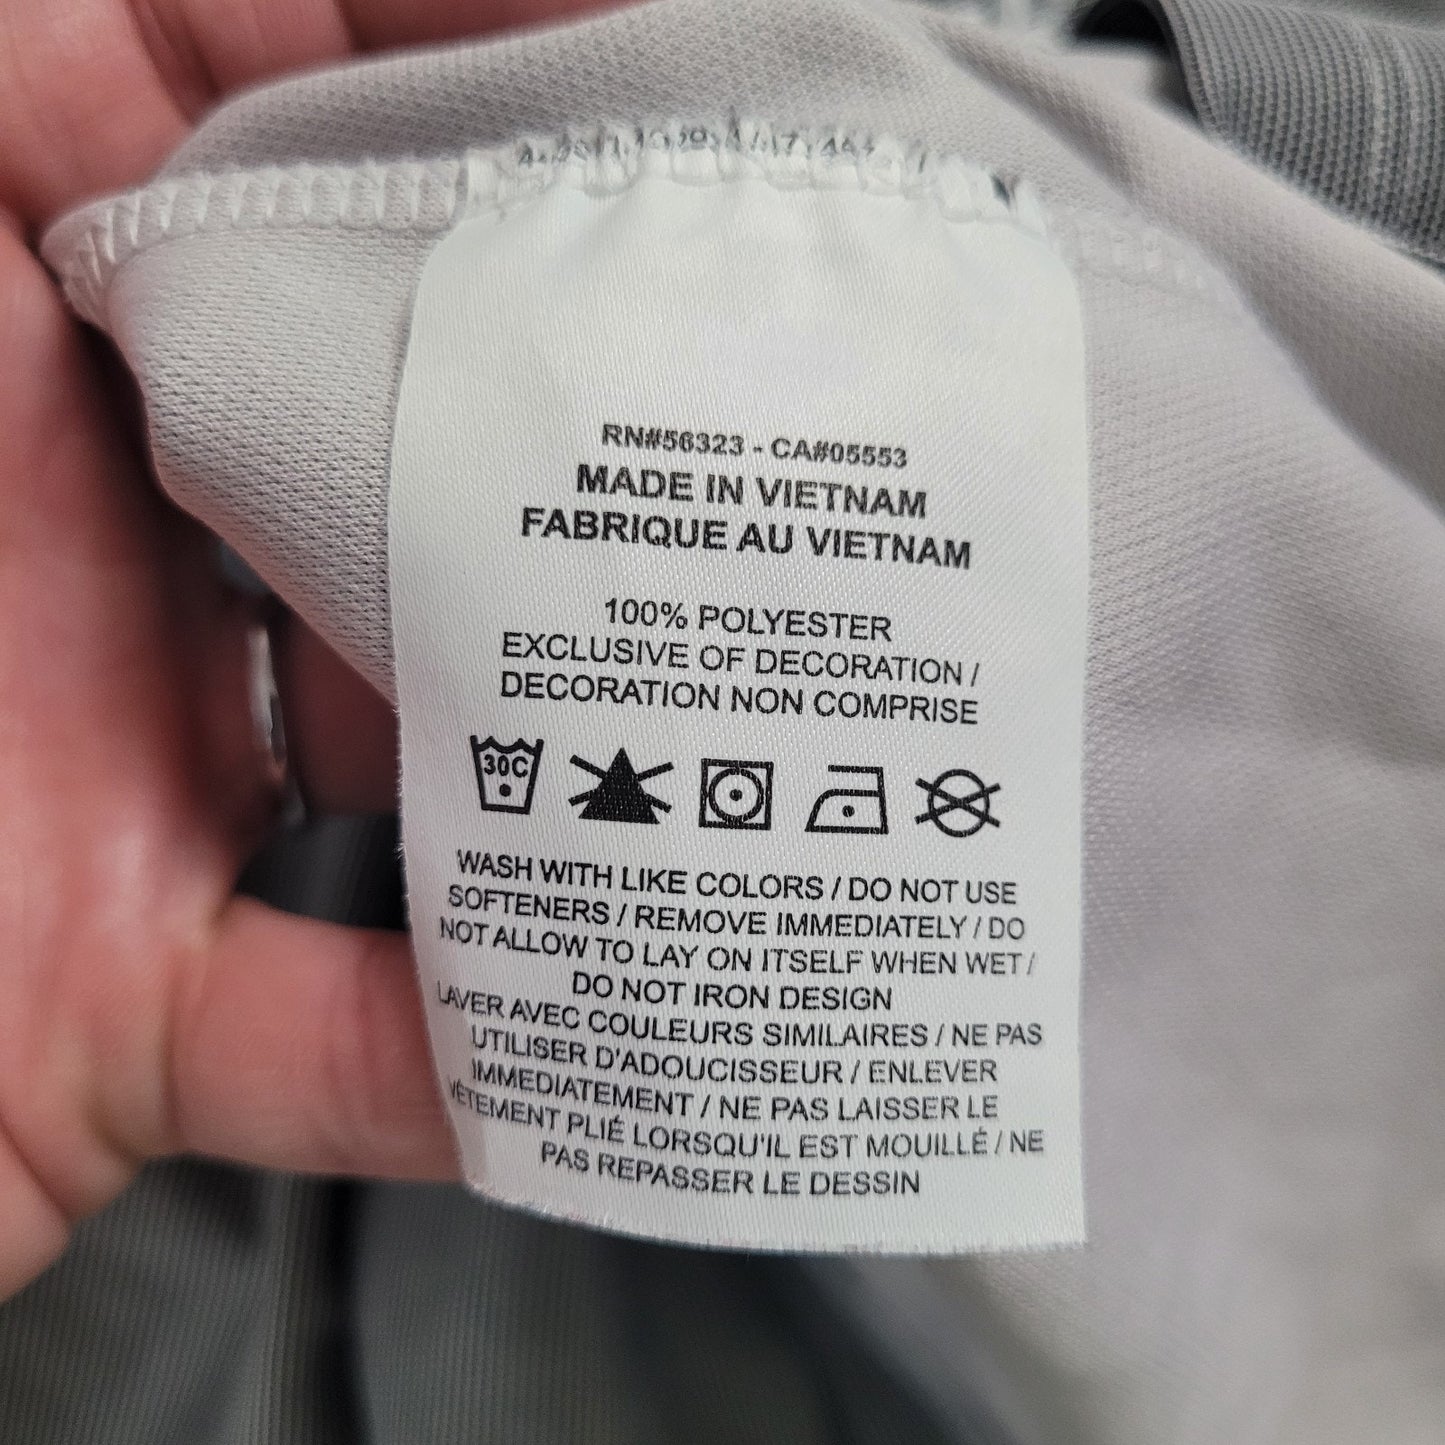 RN#56323 - CA#05553
MADE IN VIETNAM
FABRIQUE AU VIETNAM
100% POLYESTER
EXCLUSIVE OF DECORATION /
DECORATION NON COMPRISE
30C
WASH WITH LIKE COLORS / DO NOT USE
SOFTENERS / REMOVE IMMEDIATELY / DO
NOT ALLOW TO LAY ON ITSELF WHEN WET /
DO NOT IRON DESIGN
LAVER AVEC COULEURS SIMILAIRES / NE PAS
UTILISER D'ADOUCISSEUR / ENLEVER
IMMEDIATEMENT / NE PAS LAISSER LE
VÊTEMENT PLIÉ LORSQU'IL EST MOUILLÉ / NE
PAS REPASSER LE DESSIN